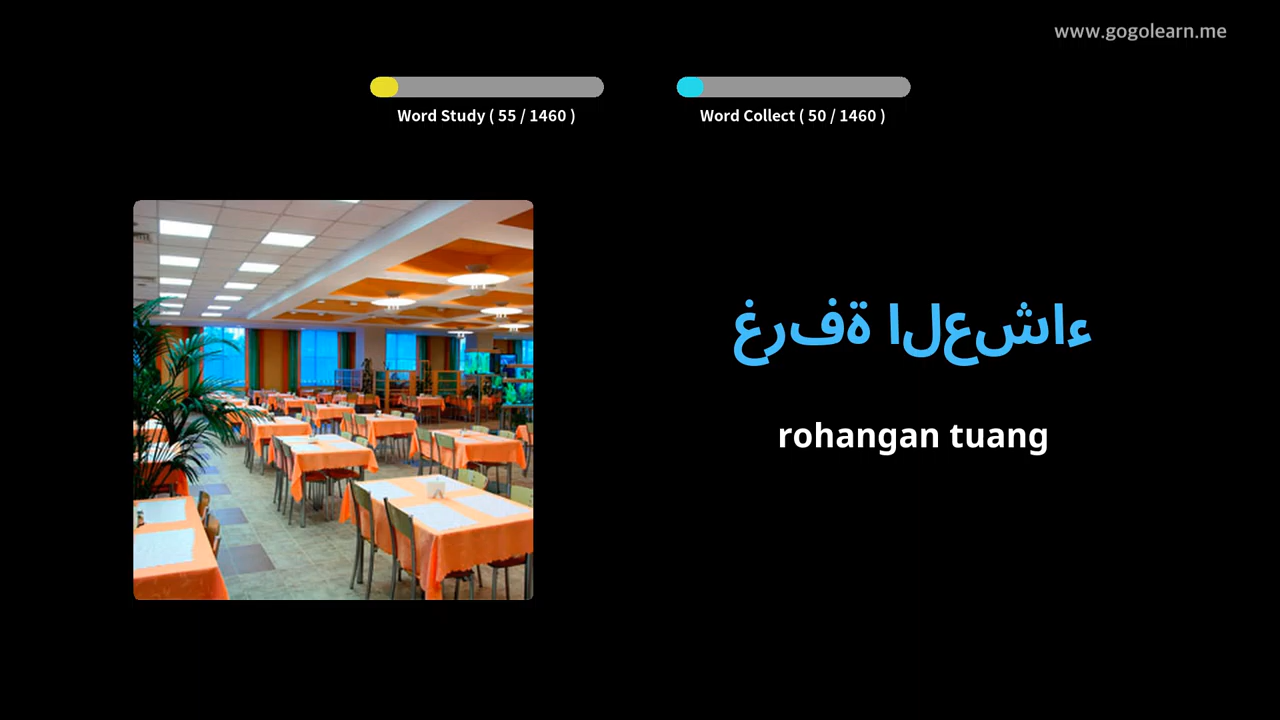 www.gogolearn.me
Word Study ( 55 / 1460 )
Word Collect ( 50 / 1460 )
غرفة العشاء
rohangan tuang